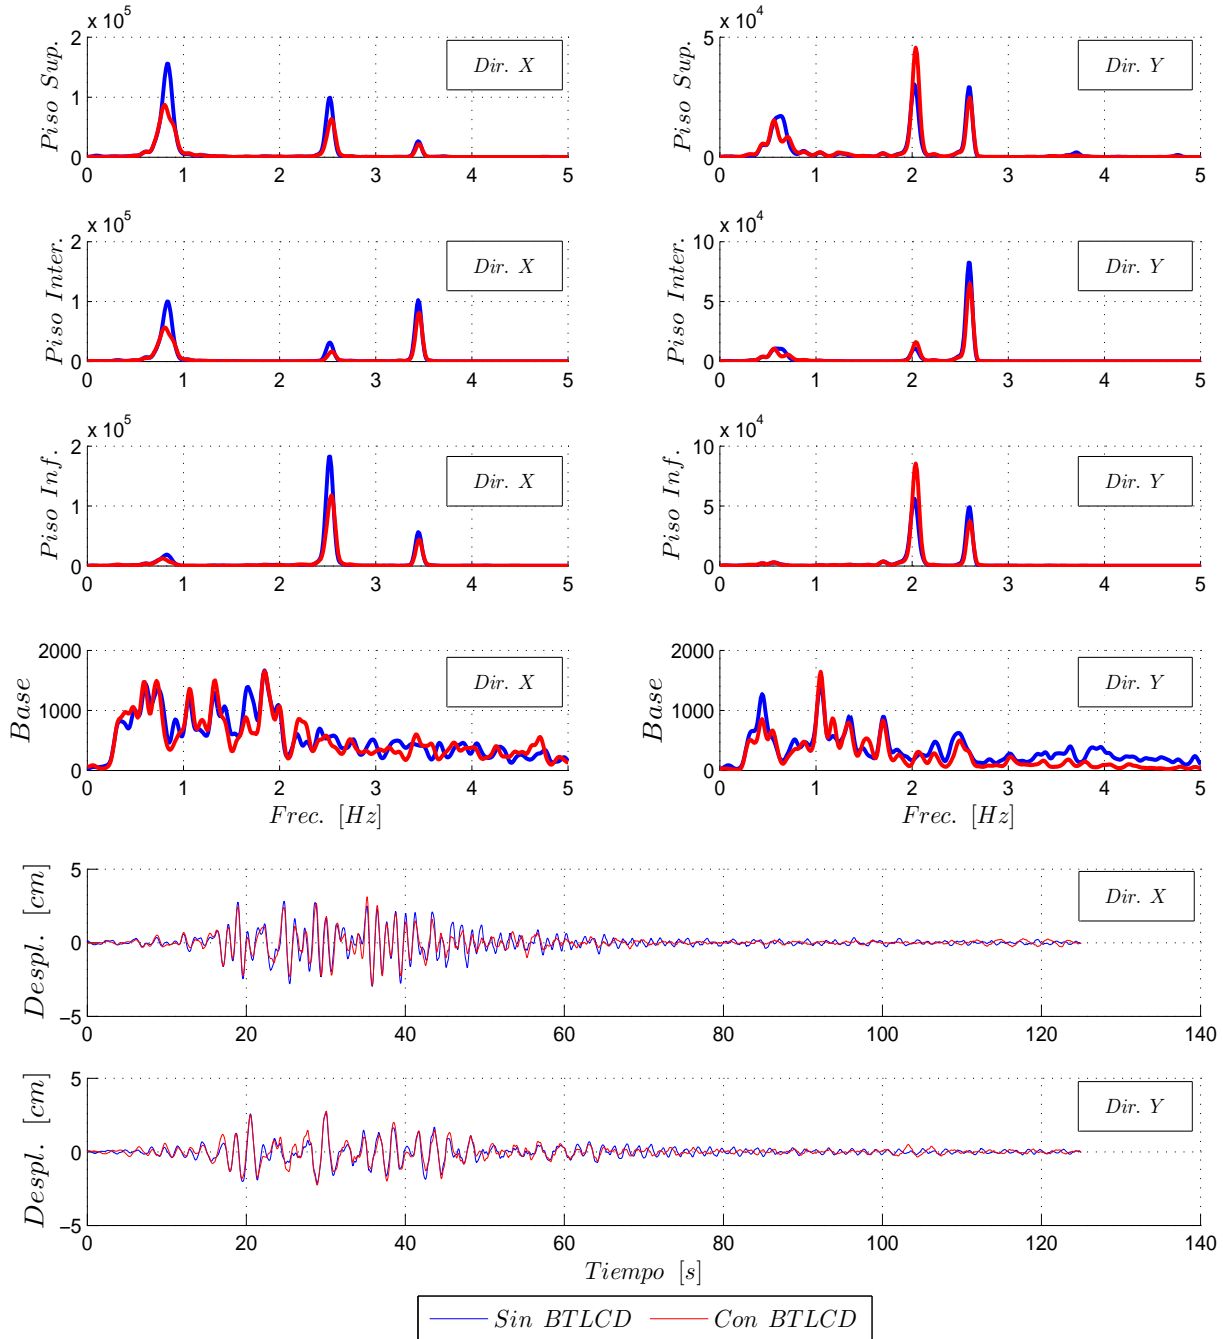 x 10^5
Piso Sup.
2
1
0
Dir. X
0 1 2 3 4 5
x 10^4
Piso Sup.
5
0
Dir. Y
0 1 2 3 4 5
x 10^5
Piso Inter.
2
1
0
Dir. X
0 1 2 3 4 5
x 10^4
Piso Inter.
10
5
0
Dir. Y
0 1 2 3 4 5
x 10^5
Piso Inf.
2
1
0
Dir. X
0 1 2 3 4 5
x 10^4
Piso Inf.
10
5
0
Dir. Y
0 1 2 3 4 5
Base
2000
1000
0
Dir. X
0 1 2 3 4 5
Frec. [Hz]
Base
2000
1000
0
Dir. Y
0 1 2 3 4 5
Frec. [Hz]
Despl. [cm]
5
0
−5
Dir. X
0 20 40 60 80 100 120 140
Despl. [cm]
5
0
−5
Dir. Y
0 20 40 60 80 100 120 140
Tiempo [s]
Sin BTLCD Con BTLCD